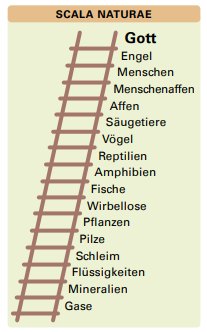 SCALA NATURAE
Gott
Engel
Menschen
Menschenaffen
Affen
Säugetiere
Vögel
Reptilien
Amphibien
Fische
Wirbellose
Pflanzen
Pilze
Schleim
Flüssigkeiten
Mineralien
Gase